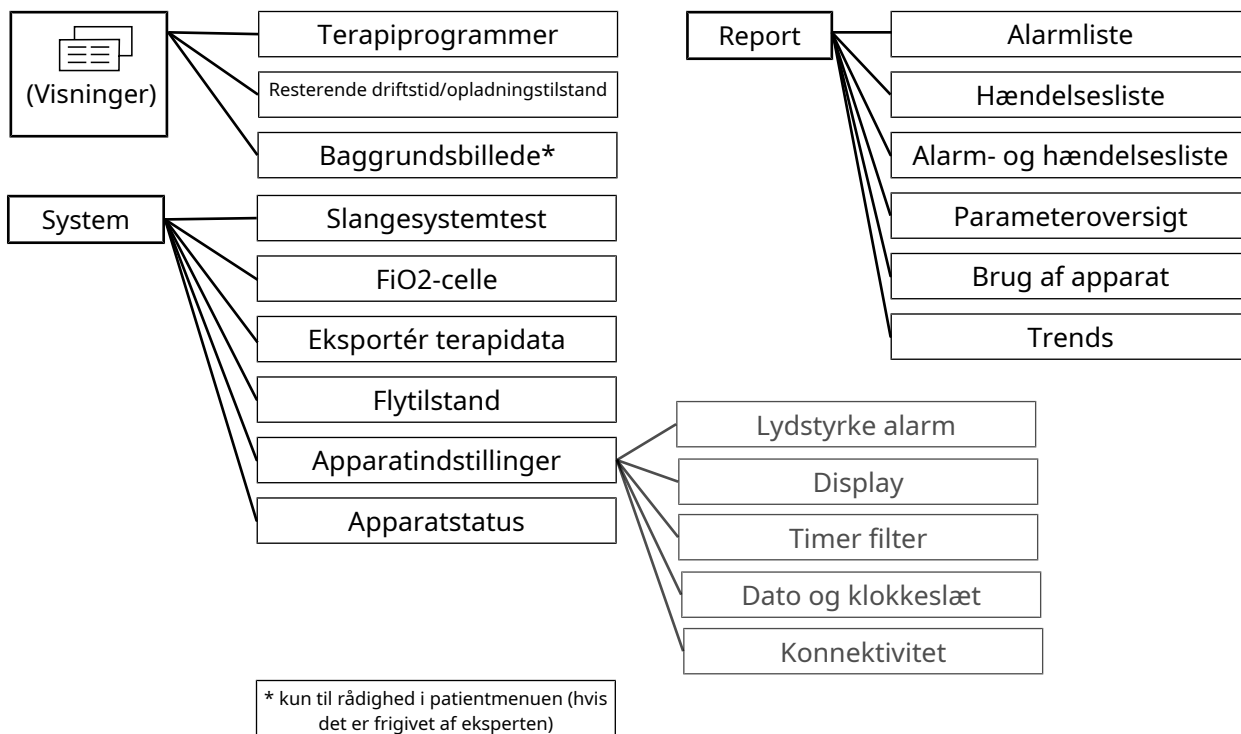 (Visninger)
Terapiprogrammer
Resterende driftstid/opladningstilstand
Baggrundsbillede*
System
Slangesystemtest
FiO2-celle
Eksportér terapidata
Flytilstand
Apparatindstillinger
Apparatstatus
Lydstyrke alarm
Display
Timer filter
Dato og klokkeslæt
Konnektivitet
Report
Alarmliste
Hændelsesliste
Alarm- og hændelsesliste
Parameteroversigt
Brug af apparat
Trends
* kun til rådighed i patientmenuen (hvis
det er frigivet af eksperten)